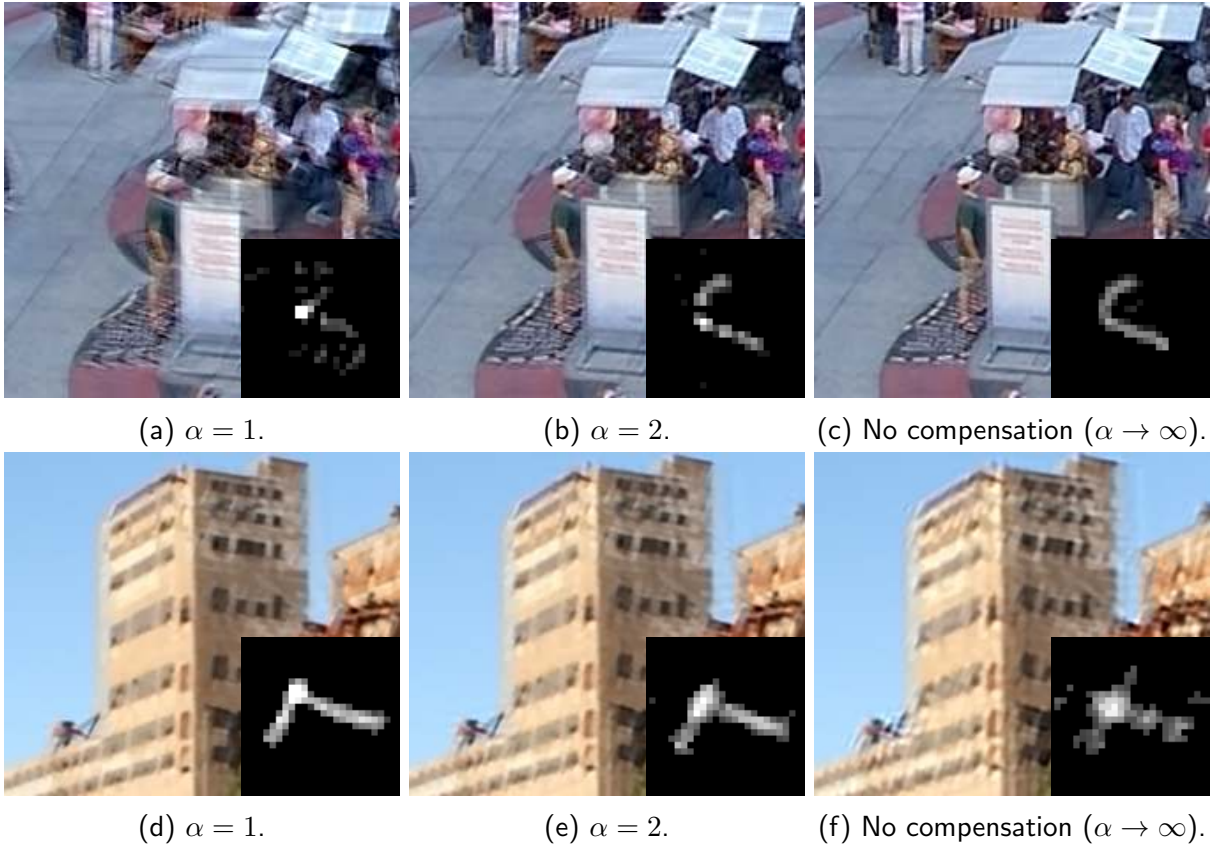 (a) α = 1.
(b) α = 2.
(c) No compensation (α → ∞).
(d) α = 1.
(e) α = 2.
(f) No compensation (α → ∞).